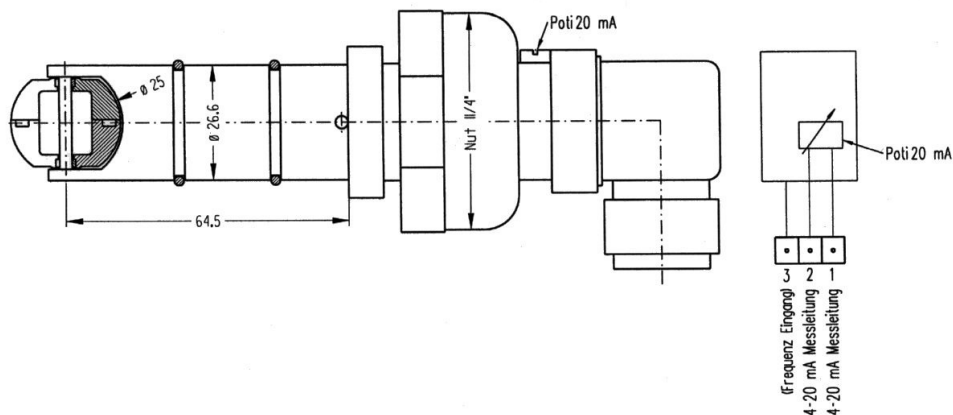 Poti 20 mA
ø 25
ø 26.6
Nut 11/4"
64.5
Poti 20 mA
3
2
1
(Frequenz Eingang)
4-20 mA Messleitung
4-20 mA Messleitung